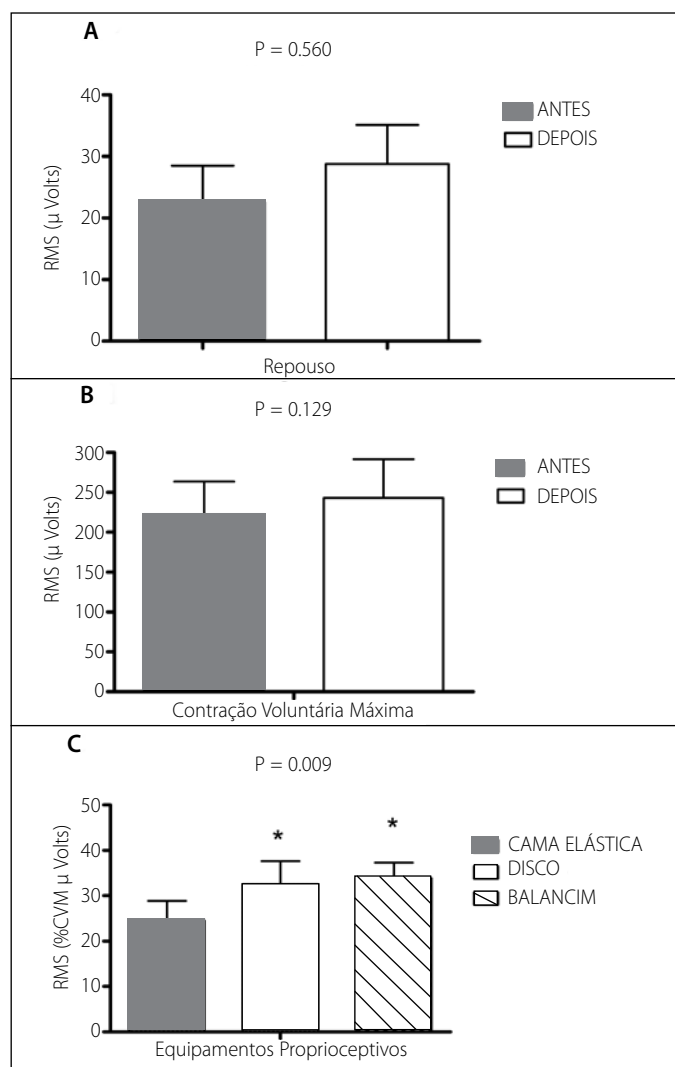 A
P = 0.560
40
30
20
10
0
RMS (µ Volts)
ANTES
DEPOIS
Repouso
B
P = 0.129
300
250
200
150
100
50
0
RMS (µ Volts)
ANTES
DEPOIS
Contração Voluntária Máxima
C
P = 0.009
50
40
30
20
10
0
RMS (%CVM µ Volts)
*
*
CAMA ELÁSTICA
DISCO
BALANCIM
Equipamentos Proprioceptivos